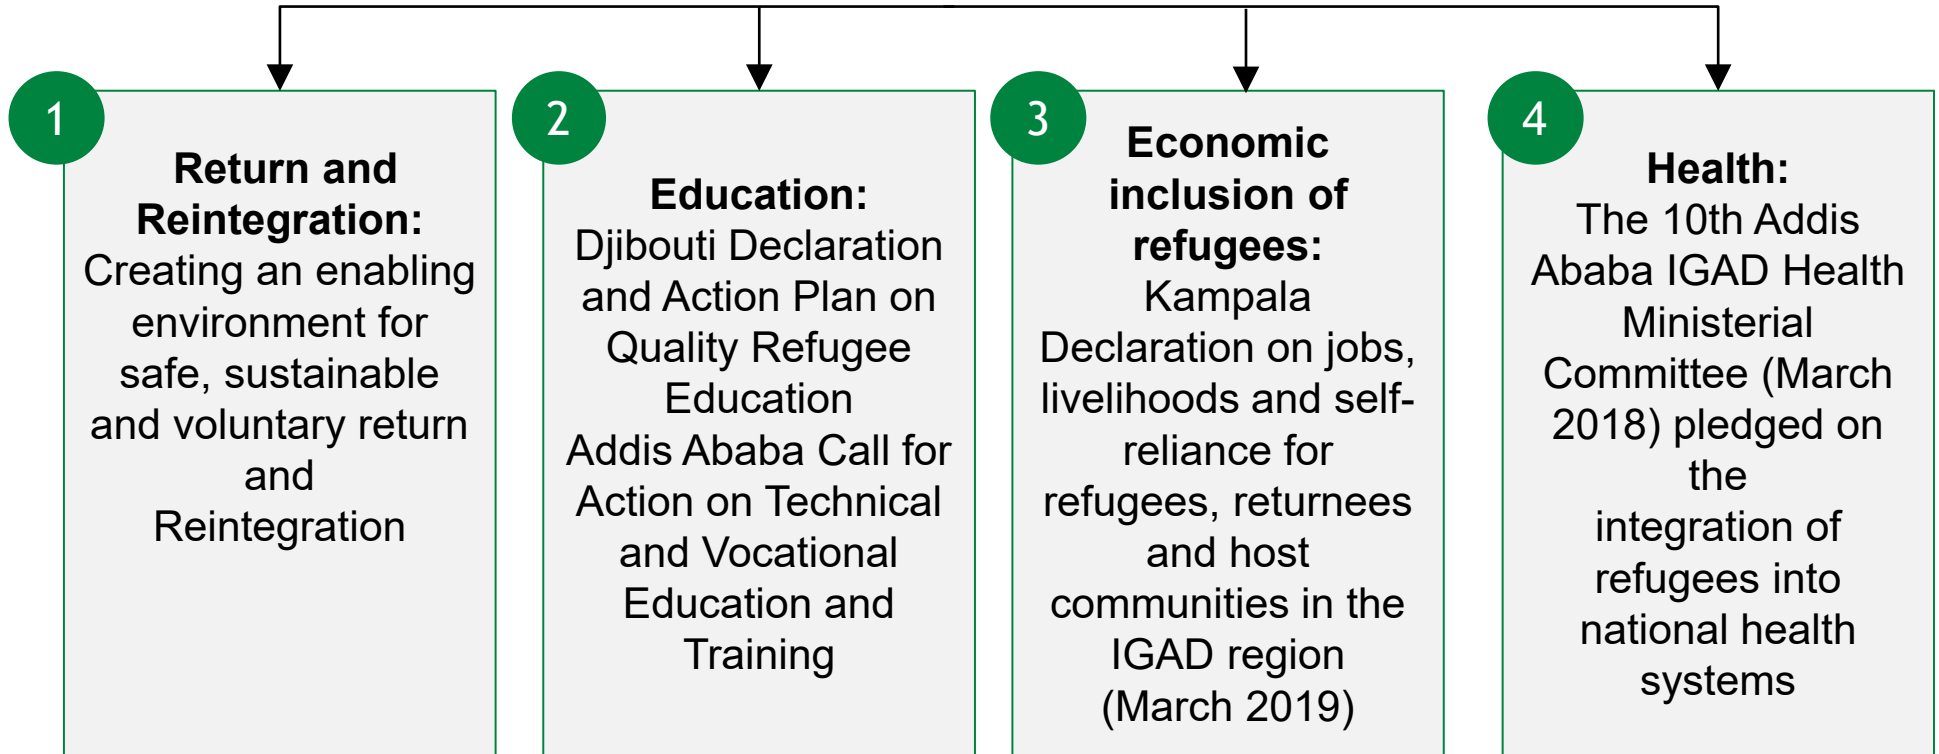 1
Return and
Reintegration:
Creating an enabling
environment for
safe, sustainable
and voluntary return
and
Reintegration
2
Education:
Djibouti Declaration
and Action Plan on
Quality Refugee
Education
Addis Ababa Call for
Action on Technical
and Vocational
Education and
Training
3
Economic
inclusion of
refugees:
Kampala
Declaration on jobs,
livelihoods and self-
reliance for
refugees, returnees
and host
communities in the
IGAD region
(March 2019)
4
Health:
The 10th Addis
Ababa IGAD Health
Ministerial
Committee (March
2018) pledged on
the
integration of
refugees into
national health
systems